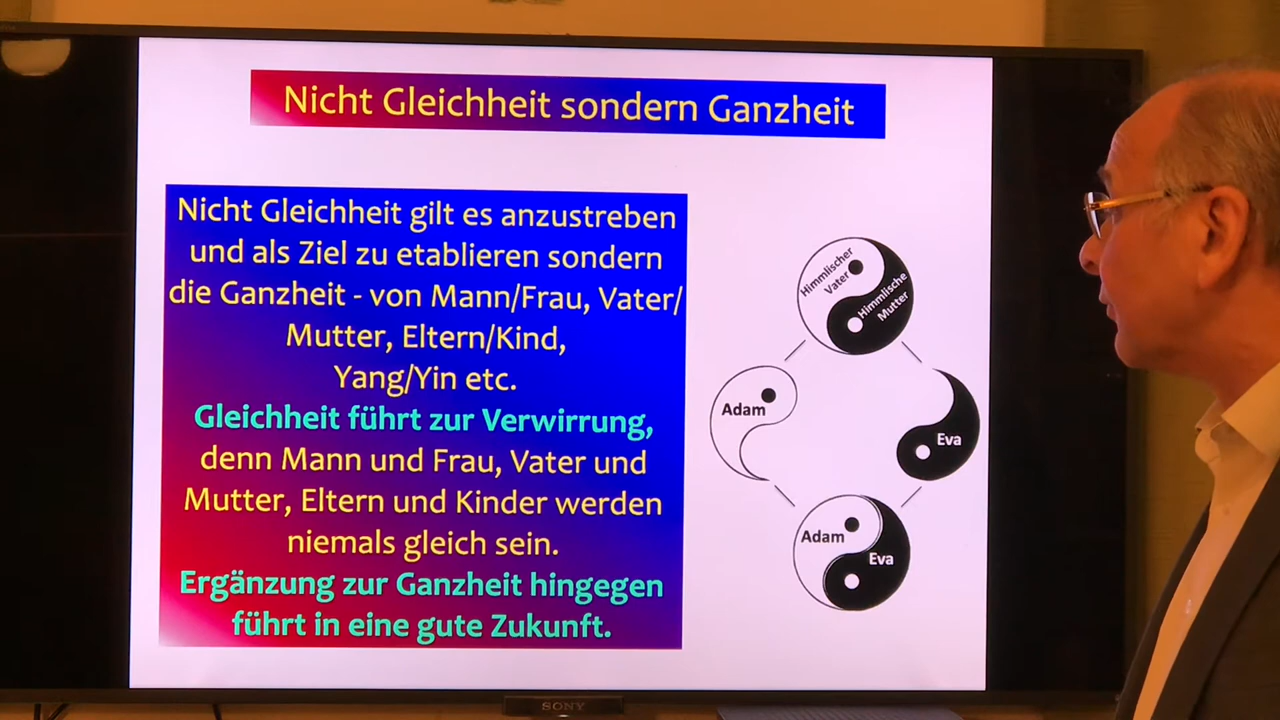 Nicht Gleichheit sondern Ganzheit
Nicht Gleichheit gilt es anzustreben
und als Ziel zu etablieren sondern
die Ganzheit - von Mann/Frau, Vater/
Mutter, Eltern/Kind,
Yang/Yin etc.
Gleichheit führt zur Verwirrung,
denn Mann und Frau, Vater und
Mutter, Eltern und Kinder werden
niemals gleich sein.
Ergänzung zur Ganzheit hingegen
führt in eine gute Zukunft.
Himmlischer
Vater
Himmlische
Mutter
Adam
Eva
Adam
Eva
SONY